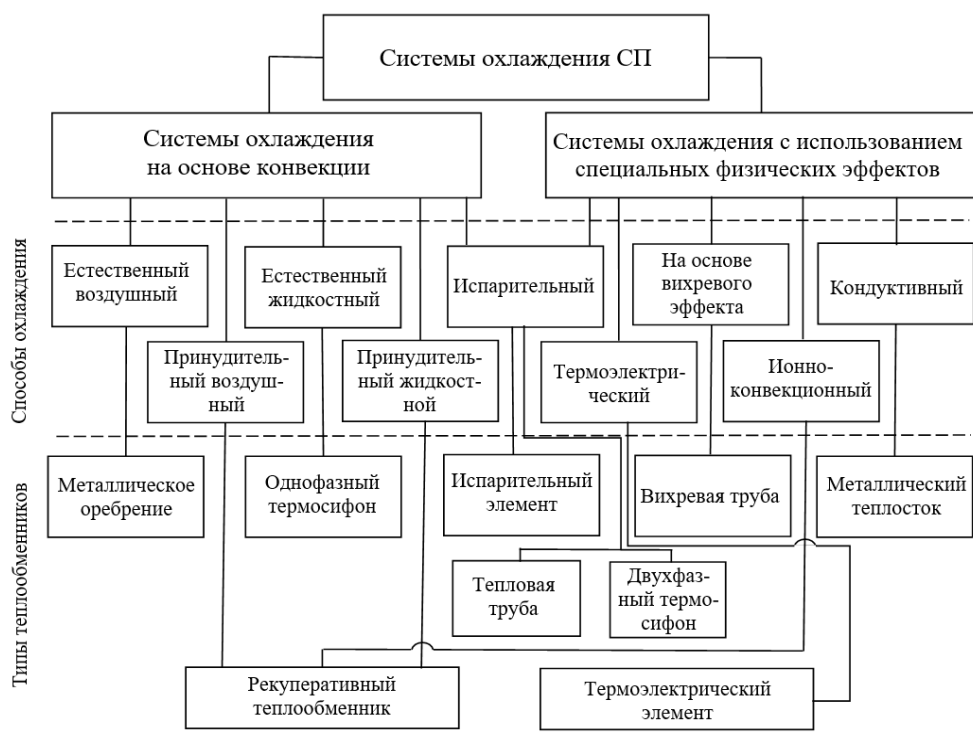 Системы охлаждения СП
Системы охлаждения
на основе конвекции
Системы охлаждения с использованием
специальных физических эффектов
Способы охлаждения
Естественный
воздушный
Естественный
жидкостный
Испарительный
На основе
вихревого
эффекта
Кондуктивный
Принудитель-
ный воздуш-
ный
Принудитель-
ный жидкост-
ной
Термоэлектри-
ческий
Ионно-
конвекционный
Типы теплообменников
Металлическое
оребрение
Однофазный
термосифон
Испарительный
элемент
Вихревая труба
Металлический
теплосток
Тепловая
труба
Двухфаз-
ный термо-
сифон
Рекуперативный
теплообменник
Термоэлектрический
элемент